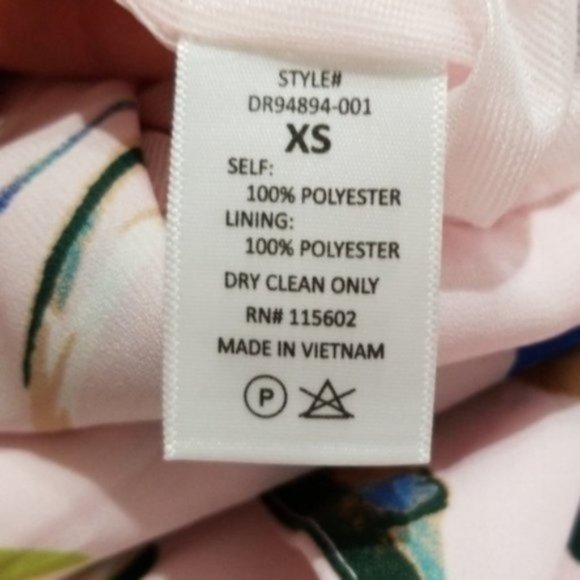 STYLE#
DR94894-001
XS
SELF:
100% POLYESTER
LINING:
100% POLYESTER
DRY CLEAN ONLY
RN# 115602
MADE IN VIETNAM
P